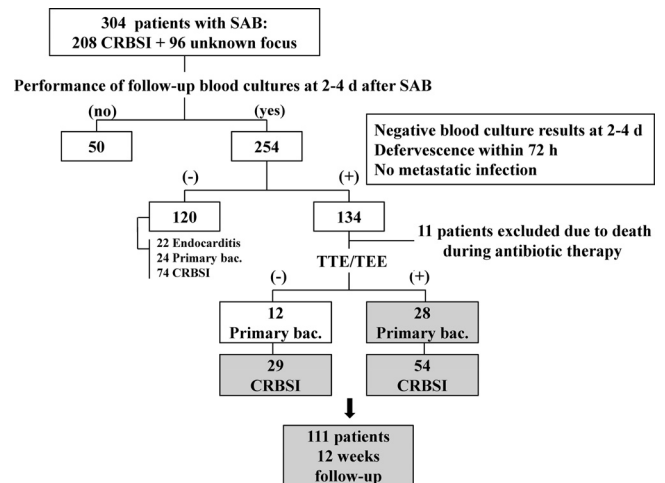 304 patients with SAB:
208 CRBSI + 96 unknown focus
Performance of follow-up blood cultures at 2-4 d after SAB
(no)
(yes)
50
254
Negative blood culture results at 2-4 d
Defervescence within 72 h
No metastatic infection
(-)
(+)
120
134
22 Endocarditis
24 Primary bac.
74 CRBSI
11 patients excluded due to death
during antibiotic therapy
TTE/TEE
(-)
(+)
12
Primary bac.
28
Primary bac.
29
CRBSI
54
CRBSI
111 patients
12 weeks
follow-up